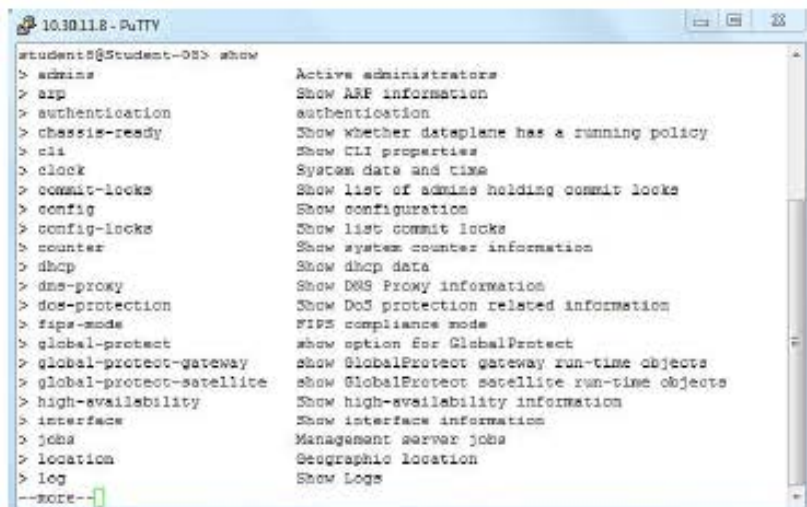 10.30.11.8 - PuTTY
student8@Student-08> show
> admins Active administrators
> arp Show ARP information
> authentication authentication
> chassis-ready Show whether dataplane has a running policy
> cli Show CLI properties
> clock System date and time
> commit-locks Show list of admins holding commit locks
> config Show configuration
> config-locks Show list commit locks
> counter Show system counter information
> dhcp Show dhcp data
> dns-proxy Show DNS Proxy information
> dos-protection Show DoS protection related information
> fips-mode FIPS compliance mode
> global-protect show option for GlobalProtect
> global-protect-gateway show GlobalProtect gateway run-time objects
> global-protect-satellite show GlobalProtect satellite run-time objects
> high-availability Show high-availability information
> interface Show interface information
> jobs Management server jobs
> location Geographic location
> log Show Logs
--more--